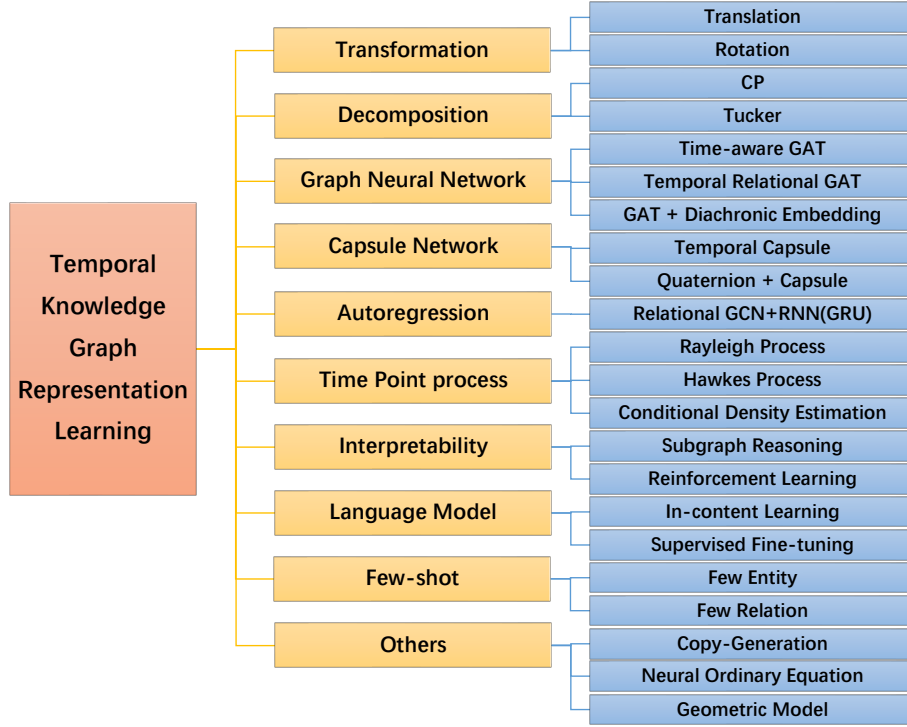 Temporal
Knowledge
Graph
Representation
Learning
Transformation
Translation
Rotation
Decomposition
CP
Tucker
Graph Neural Network
Time-aware GAT
Temporal Relational GAT
GAT + Diachronic Embedding
Capsule Network
Temporal Capsule
Quaternion + Capsule
Autoregression
Relational GCN+RNN(GRU)
Time Point process
Rayleigh Process
Hawkes Process
Conditional Density Estimation
Interpretability
Subgraph Reasoning
Reinforcement Learning
Language Model
In-content Learning
Supervised Fine-tuning
Few-shot
Few Entity
Few Relation
Others
Copy-Generation
Neural Ordinary Equation
Geometric Model